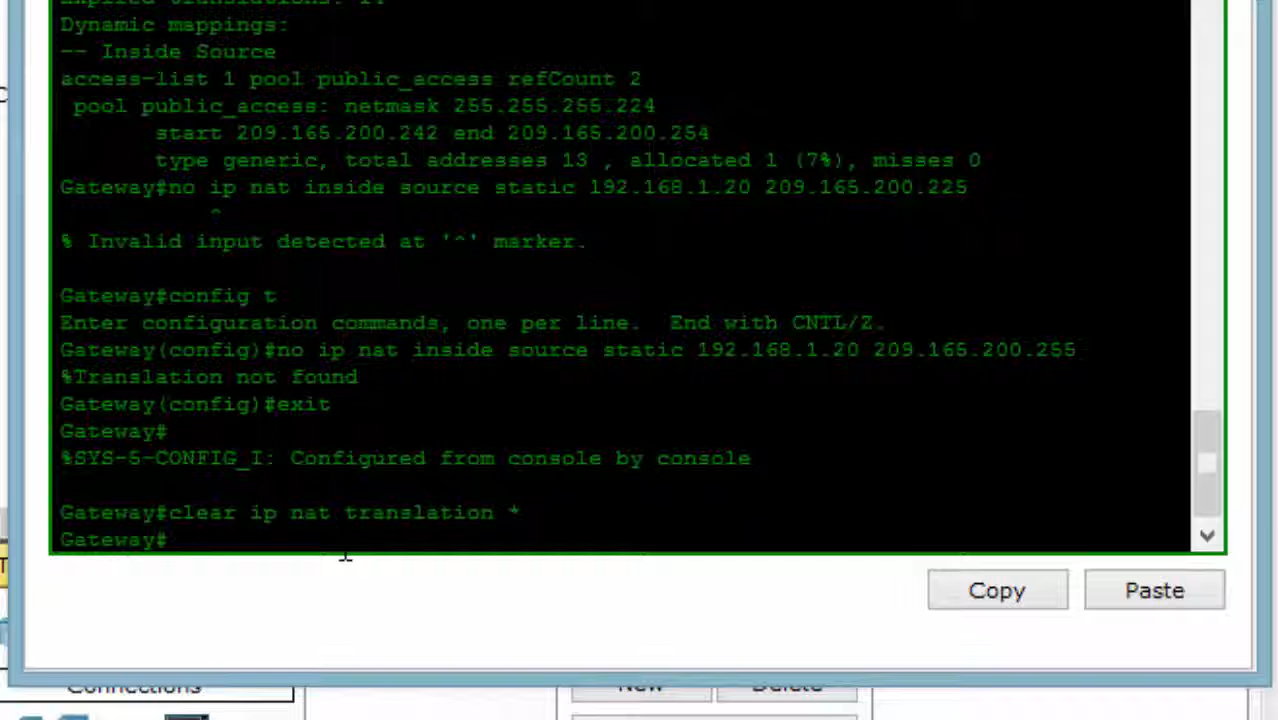 Dynamic mappings:
-- Inside Source
access-list 1 pool public_access refCount 2
pool public_access: netmask 255.255.255.224
start 209.165.200.242 end 209.165.200.254
type generic, total addresses 13 , allocated 1 (7%), misses 0
Gateway#no ip nat inside source static 192.168.1.20 209.165.200.225
^
% Invalid input detected at '^' marker.
Gateway#config t
Enter configuration commands, one per line.  End with CNTL/Z.
Gateway(config)#no ip nat inside source static 192.168.1.20 209.165.200.255
%Translation not found
Gateway(config)#exit
Gateway#
%SYS-5-CONFIG_I: Configured from console by console
Gateway#clear ip nat translation *
Gateway#
Copy Paste
Connections
New Delete